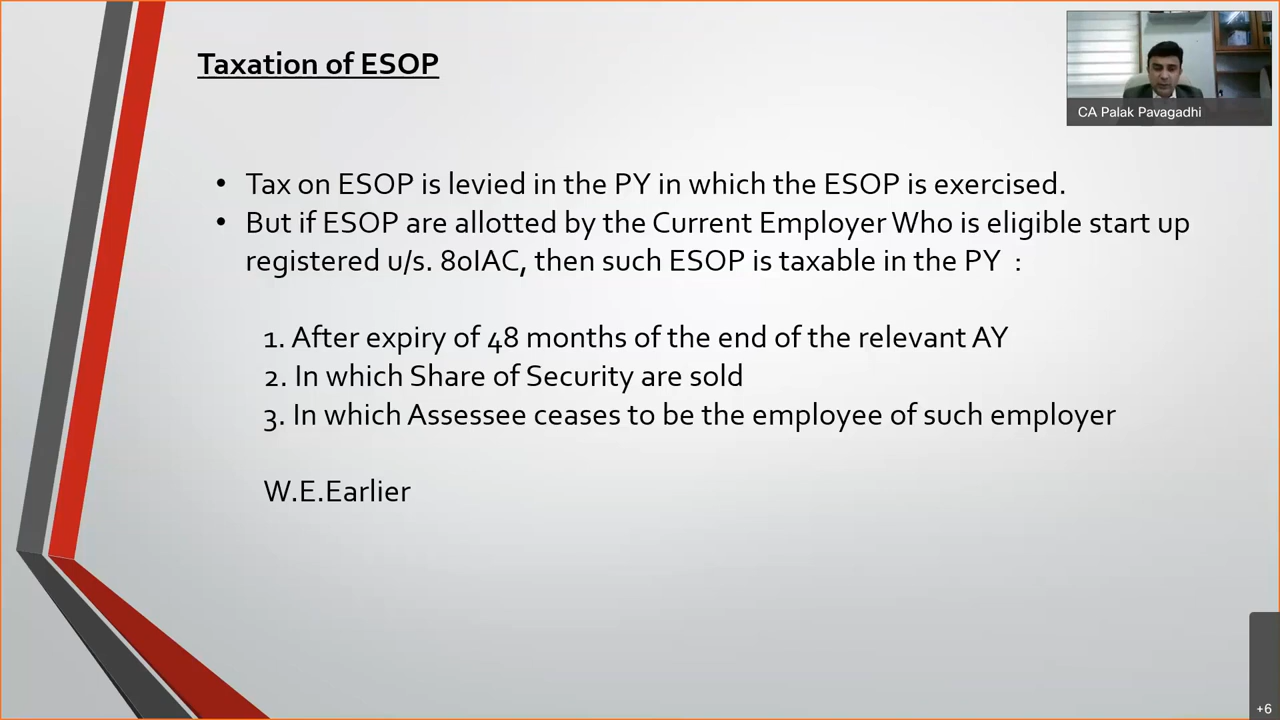 Taxation of ESOP
CA Palak Pavagadhi
• Tax on ESOP is levied in the PY in which the ESOP is exercised.
• But if ESOP are allotted by the Current Employer Who is eligible start up
registered u/s. 80IAC, then such ESOP is taxable in the PY :
1. After expiry of 48 months of the end of the relevant AY
2. In which Share of Security are sold
3. In which Assessee ceases to be the employee of such employer
W.E.Earlier
+6